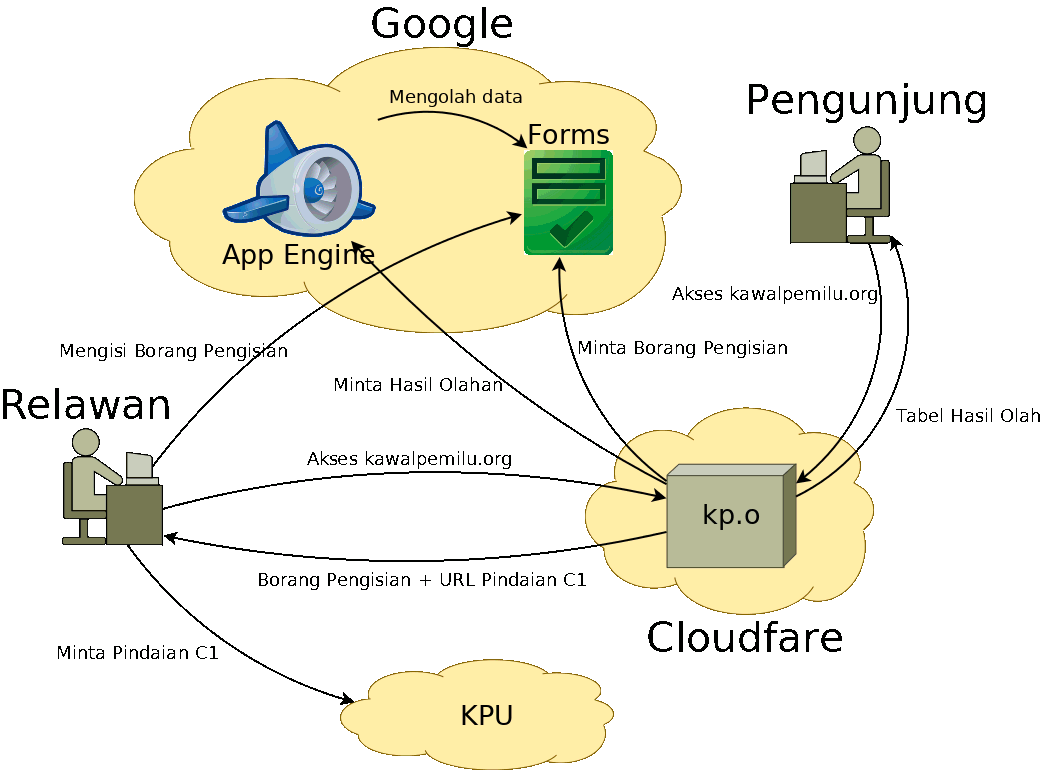 Google
Mengolah data
Forms
Pengunjung
App Engine
Akses kawalpemilu.org
Mengisi Borang Pengisian
Minta Borang Pengisian
Minta Hasil Olahan
Relawan
Tabel Hasil Olah
Akses kawalpemilu.org
kp.o
Borang Pengisian + URL Pindaian C1
Cloudfare
Minta Pindaian C1
KPU